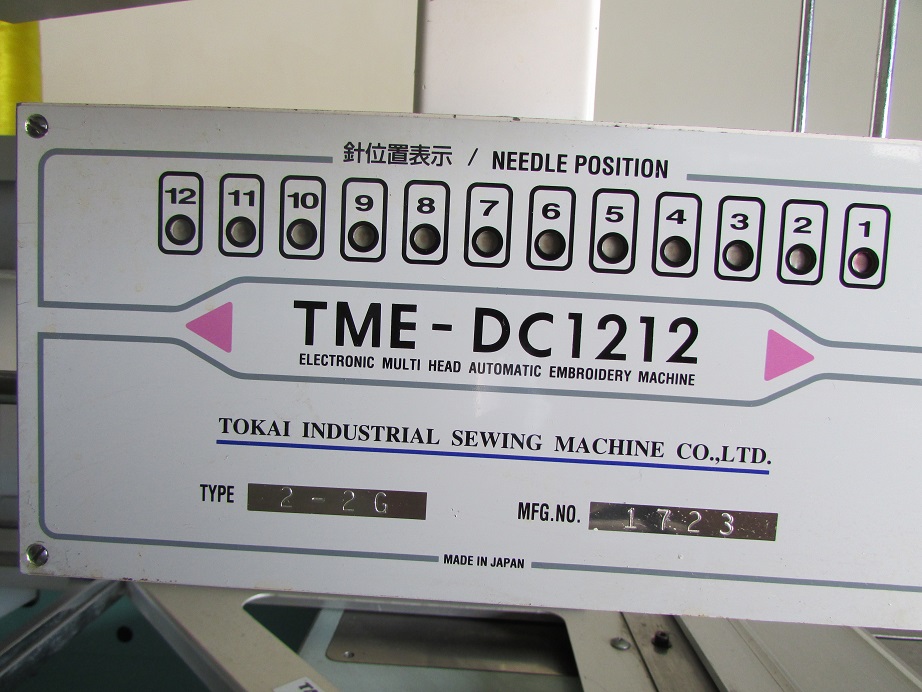 針位置表示 / NEEDLE POSITION
12 11 10 9 8 7 6 5 4 3 2 1
TME-DC1212
ELECTRONIC MULTI HEAD AUTOMATIC EMBROIDERY MACHINE
TOKAI INDUSTRIAL SEWING MACHINE CO.,LTD.
TYPE 2-2G MFG.NO. 1723
MADE IN JAPAN